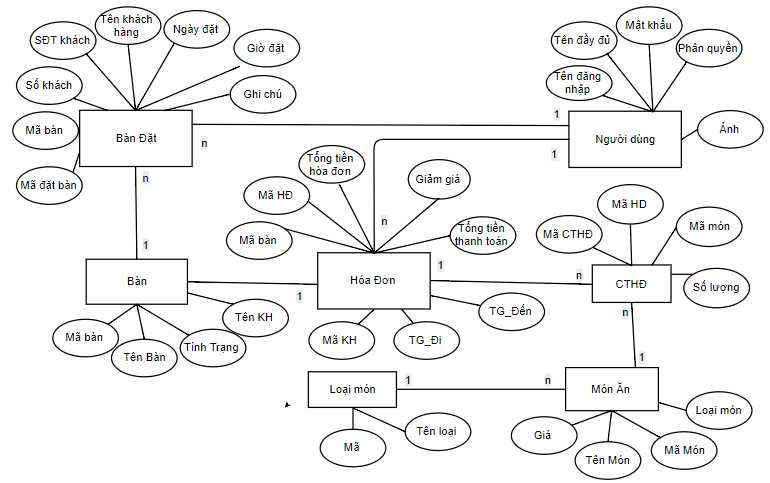 Tên khách
hàng
Ngày đặt
SĐT khách
Giờ đặt
Số khách
Ghi chú
Mã bàn
Bàn Đặt
Mã đặt bàn
n
n
1
Mật khẩu
Tên đầy đủ
Phân quyền
Tên đăng
nhập
1
Người dùng
Ảnh
1
Tổng tiền
hòa đơn
Giảm giá
Mã HĐ
n
Tổng tiền
thanh toán
Mã bàn
Mã HD
Mã món
Mã CTHĐ
Bàn
1
Hóa Đơn
1
n
CTHĐ
Số lượng
Mã bàn
Tên Bàn
Tình Trạng
Tên KH
Mã KH
TG_Đi
TG_Đến
n
1
Loại món
1
n
Món Ăn
Loại món
Mã
Tên loại
Giá
Tên Món
Mã Món